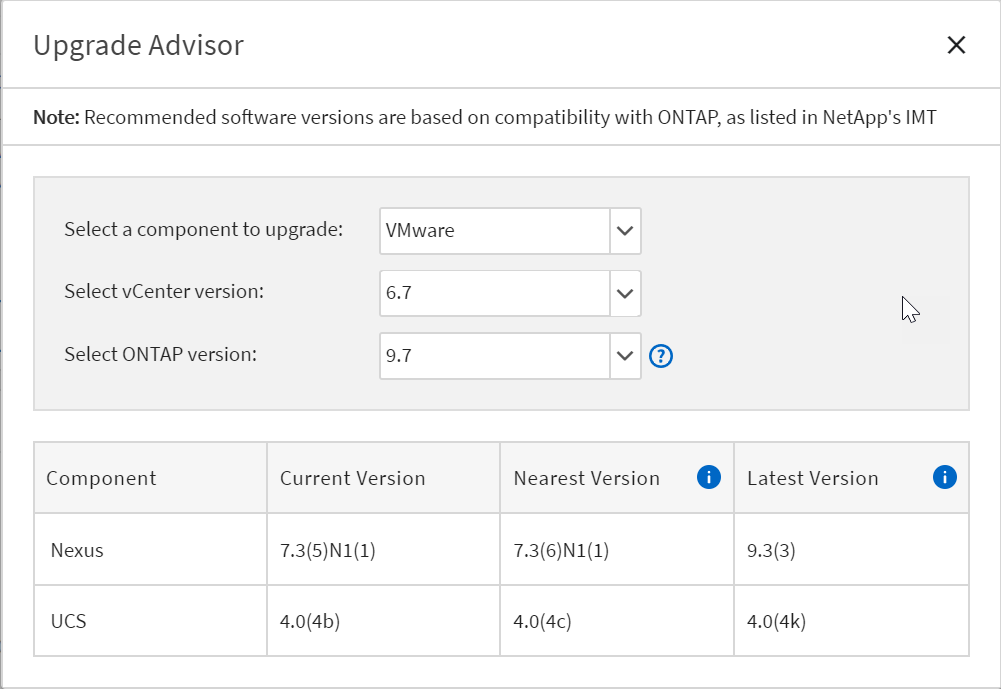 Upgrade Advisor
Note: Recommended software versions are based on compatibility with ONTAP, as listed in NetApp's IMT
Select a component to upgrade: VMware
Select vCenter version: 6.7
Select ONTAP version: 9.7 ?
Component Current Version Nearest Version i Latest Version i
Nexus 7.3(5)N1(1) 7.3(6)N1(1) 9.3(3)
UCS 4.0(4b) 4.0(4c) 4.0(4k)